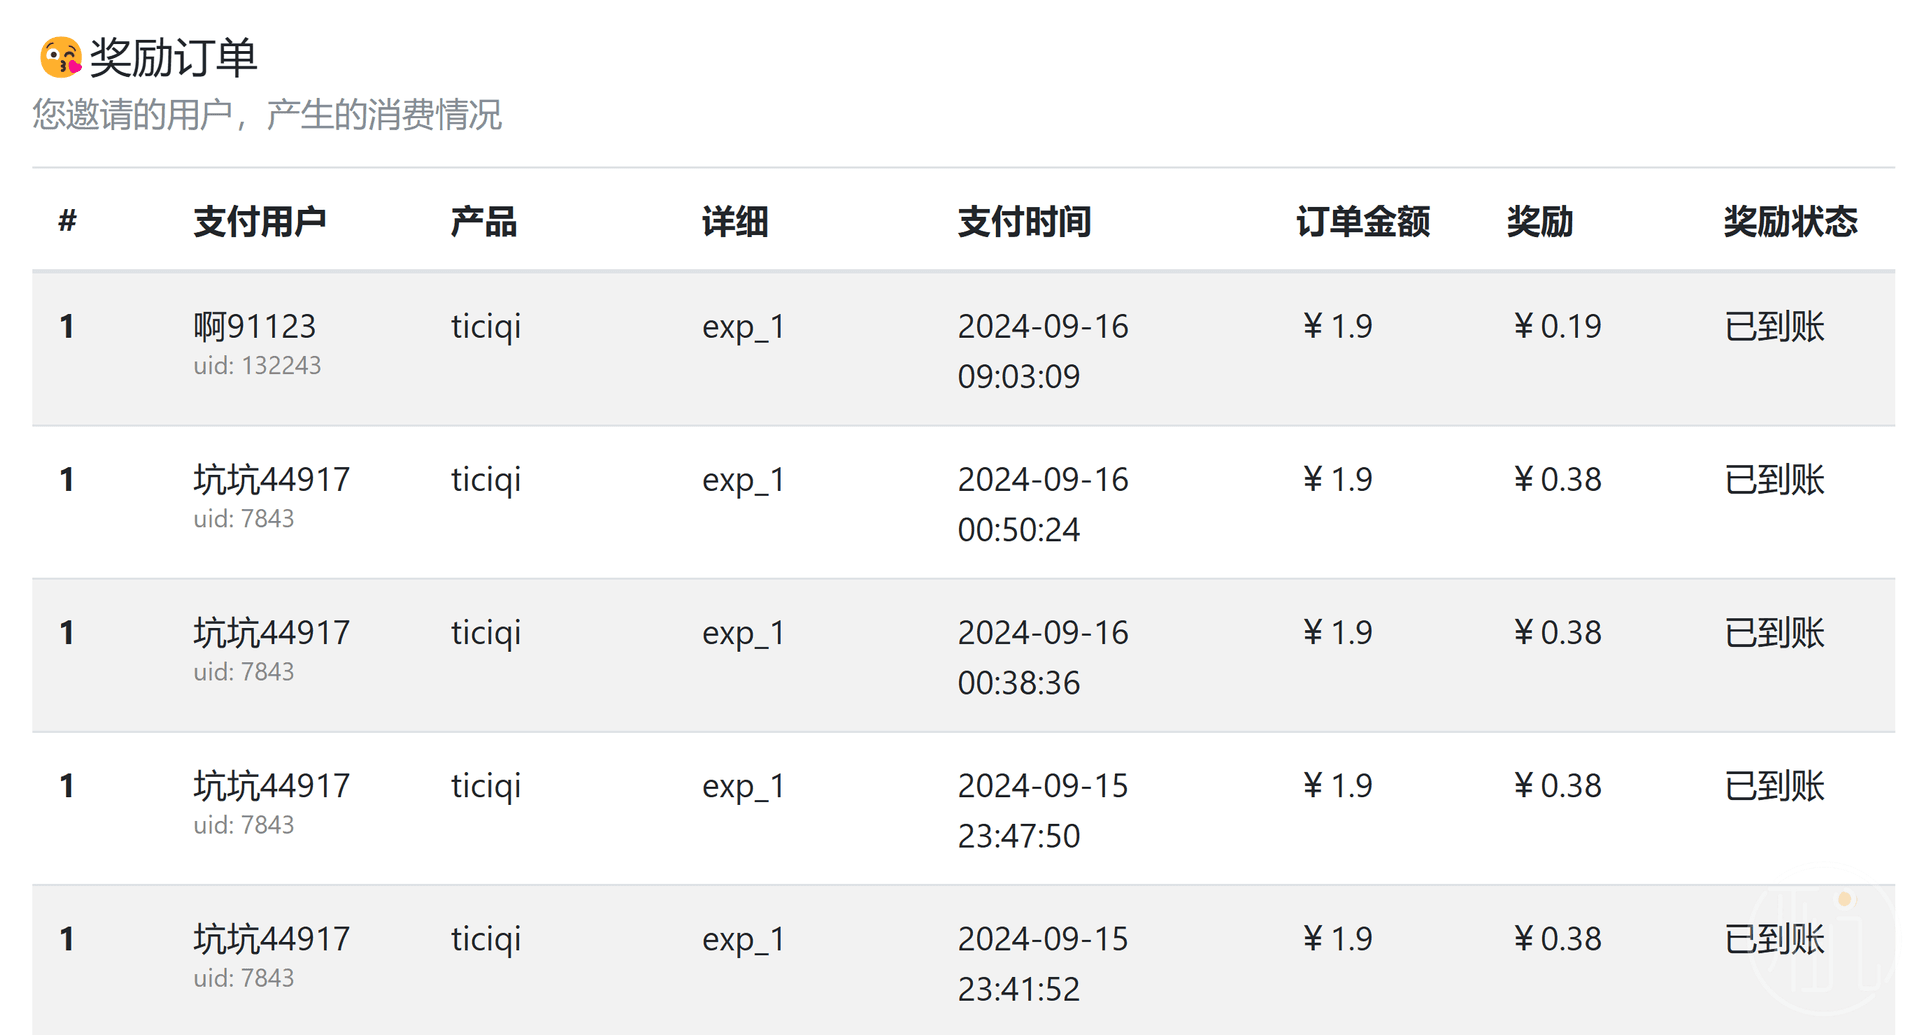 😘奖励订单
您邀请的用户，产生的消费情况
# 支付用户 产品 详细 支付时间 订单金额 奖励 奖励状态
1 啊91123 ticiqi exp_1 2024-09-16 ¥1.9 ¥0.19 已到账
uid: 132243
09:03:09
1 坑坑44917 ticiqi exp_1 2024-09-16 ¥1.9 ¥0.38 已到账
uid: 7843
00:50:24
1 坑坑44917 ticiqi exp_1 2024-09-16 ¥1.9 ¥0.38 已到账
uid: 7843
00:38:36
1 坑坑44917 ticiqi exp_1 2024-09-15 ¥1.9 ¥0.38 已到账
uid: 7843
23:47:50
1 坑坑44917 ticiqi exp_1 2024-09-15 ¥1.9 ¥0.38 已到账
uid: 7843
23:41:52